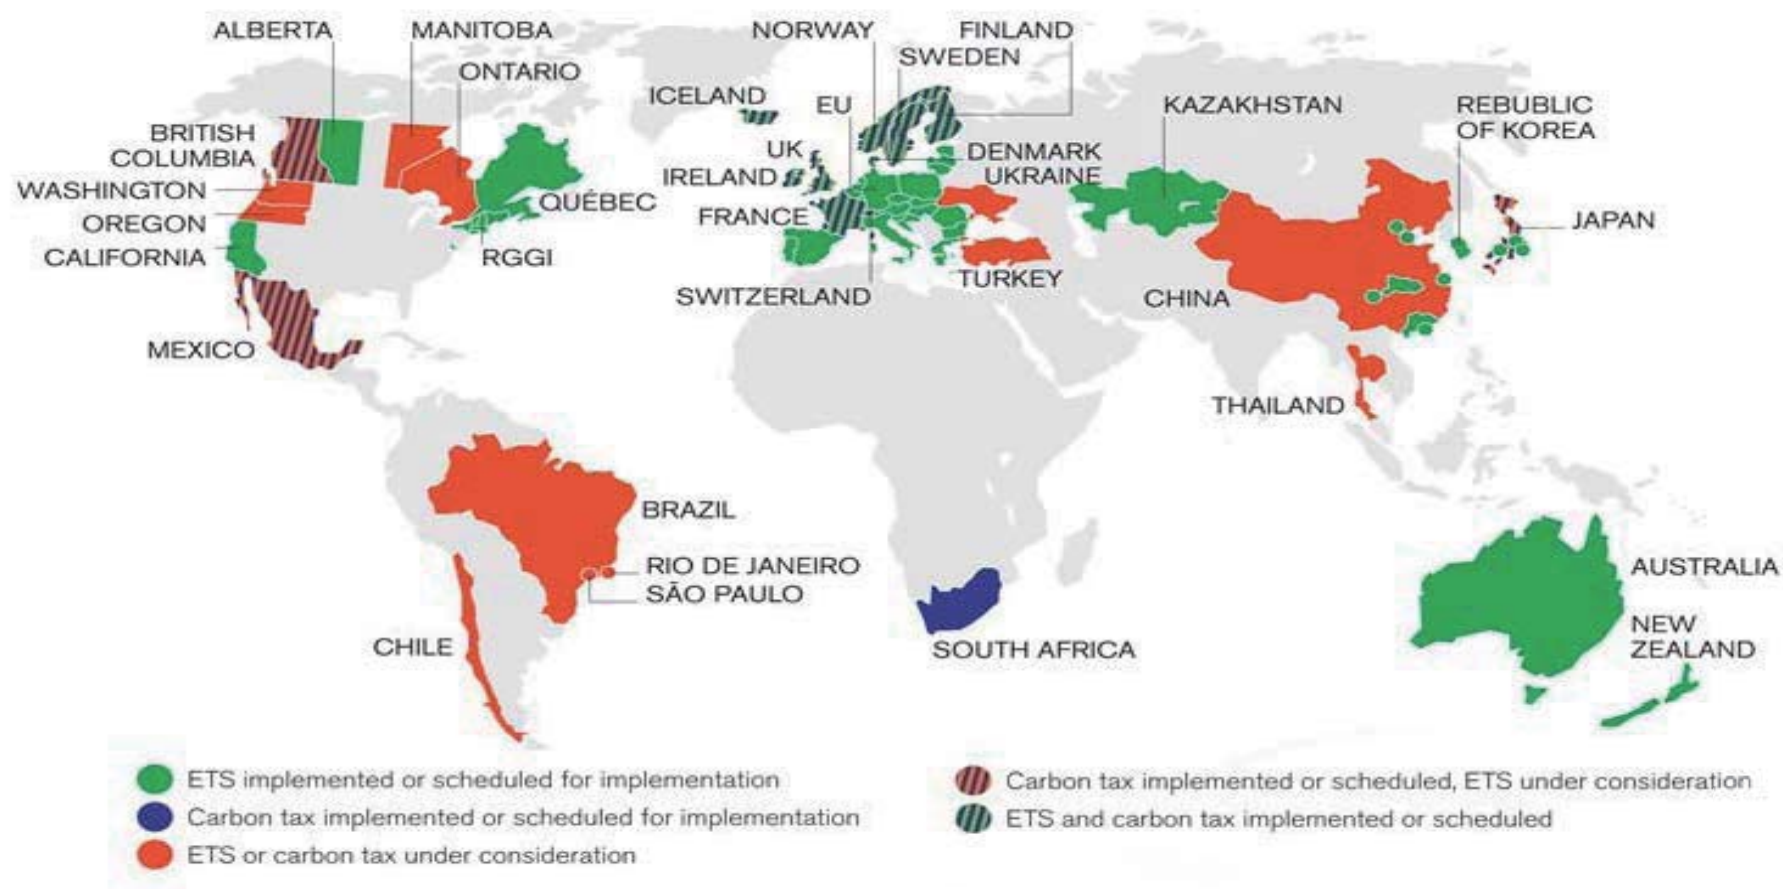 ALBERTA
MANITOBA
ONTARIO
NORWAY
FINLAND
SWEDEN
ICELAND
EU
KAZAKHSTAN
REBUBLIC
OF KOREA
BRITISH
COLUMBIA
UK
DENMARK
UKRAINE
IRELAND
WASHINGTON
QUÉBEC
FRANCE
OREGON
JAPAN
CALIFORNIA
RGGI
TURKEY
SWITZERLAND
CHINA
MEXICO
THAILAND
BRAZIL
RIO DE JANEIRO
SÃO PAULO
AUSTRALIA
CHILE
SOUTH AFRICA
NEW
ZEALAND
ETS implemented or scheduled for implementation
Carbon tax implemented or scheduled for implementation
ETS or carbon tax under consideration
Carbon tax implemented or scheduled, ETS under consideration
ETS and carbon tax implemented or scheduled